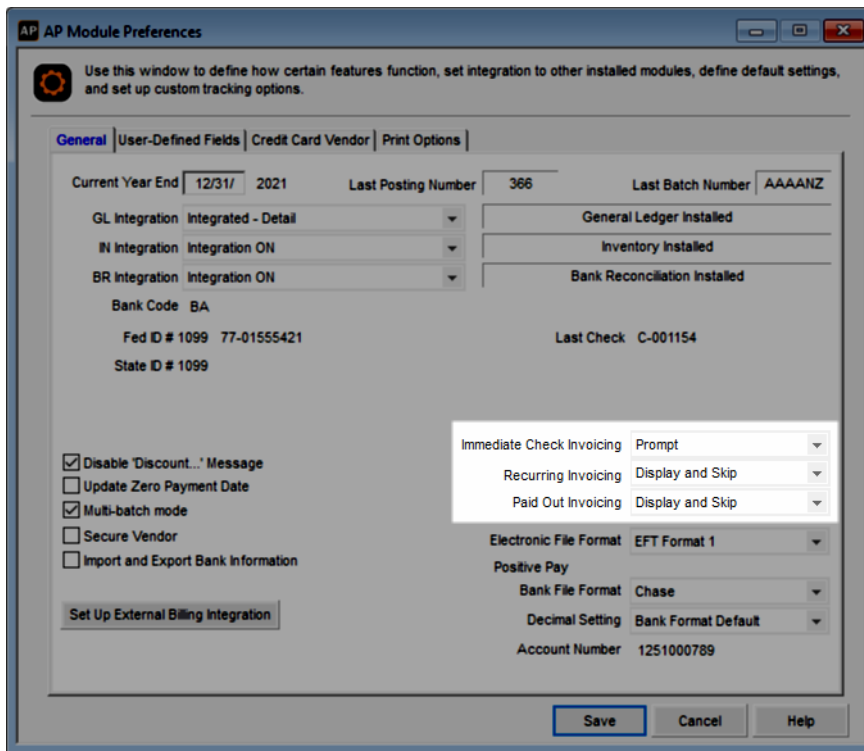 AP AP Module Preferences
Use this window to define how certain features function, set integration to other installed modules, define default settings,
and set up custom tracking options.
General User-Defined Fields Credit Card Vendor Print Options
Current Year End 12/31/ 2021 Last Posting Number 366 Last Batch Number AAAANZ
GL Integration Integrated - Detail General Ledger Installed
IN Integration Integration ON Inventory Installed
BR Integration Integration ON Bank Reconciliation Installed
Bank Code BA
Fed ID # 1099 77-01555421 Last Check C-001154
State ID # 1099
Immediate Check Invoicing Prompt
Disable 'Discount...' Message
Recurring Invoicing Display and Skip
Update Zero Payment Date
Paid Out Invoicing Display and Skip
Multi-batch mode
Secure Vendor
Electronic File Format EFT Format 1
Import and Export Bank Information
Positive Pay
Bank File Format Chase
Set Up External Billing Integration
Decimal Setting Bank Format Default
Account Number 1251000789
Save Cancel Help